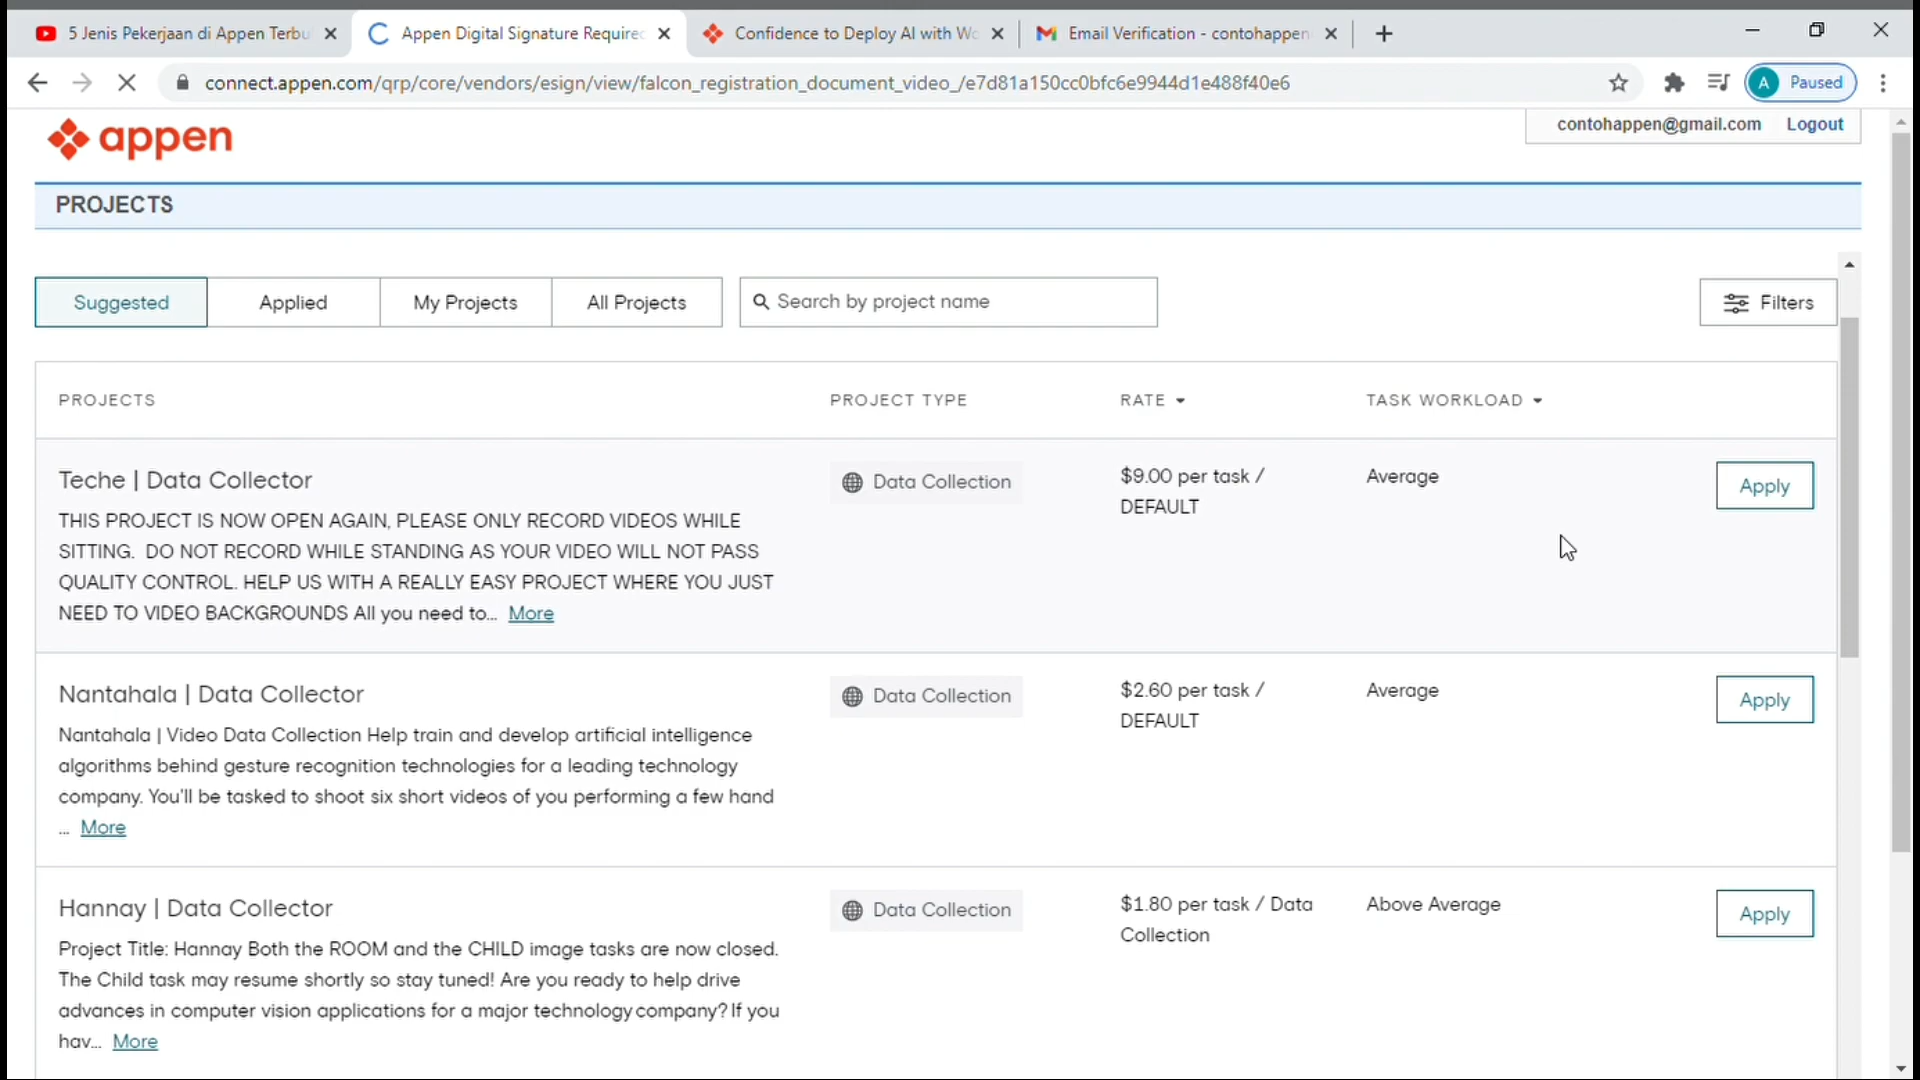 5 Jenis Pekerjaan di Appen Terbu
Appen Digital Signature Require
Confidence to Deploy AI with Wo
Email Verification - contohappen
connect.appen.com/qrp/core/vendors/esign/view/falcon_registration_document_video_/e7d81a150cc0bfc6e9944d1e488f40e6
A Paused
appen
contohappen@gmail.com Logout
PROJECTS
Suggested Applied My Projects All Projects Search by project name Filters
PROJECTS PROJECT TYPE RATE TASK WORKLOAD
Teche | Data Collector
THIS PROJECT IS NOW OPEN AGAIN, PLEASE ONLY RECORD VIDEOS WHILE
SITTING. DO NOT RECORD WHILE STANDING AS YOUR VIDEO WILL NOT PASS
QUALITY CONTROL. HELP US WITH A REALLY EASY PROJECT WHERE YOU JUST
NEED TO VIDEO BACKGROUNDS All you need to... More
Data Collection
$9.00 per task /
DEFAULT
Average
Apply
Nantahala | Data Collector
Nantahala | Video Data Collection Help train and develop artificial intelligence
algorithms behind gesture recognition technologies for a leading technology
company. You'll be tasked to shoot six short videos of you performing a few hand
... More
Data Collection
$2.60 per task /
DEFAULT
Average
Apply
Hannay | Data Collector
Project Title: Hannay Both the ROOM and the CHILD image tasks are now closed.
The Child task may resume shortly so stay tuned! Are you ready to help drive
advances in computer vision applications for a major technology company? If you
hav... More
Data Collection
$1.80 per task / Data
Collection
Above Average
Apply